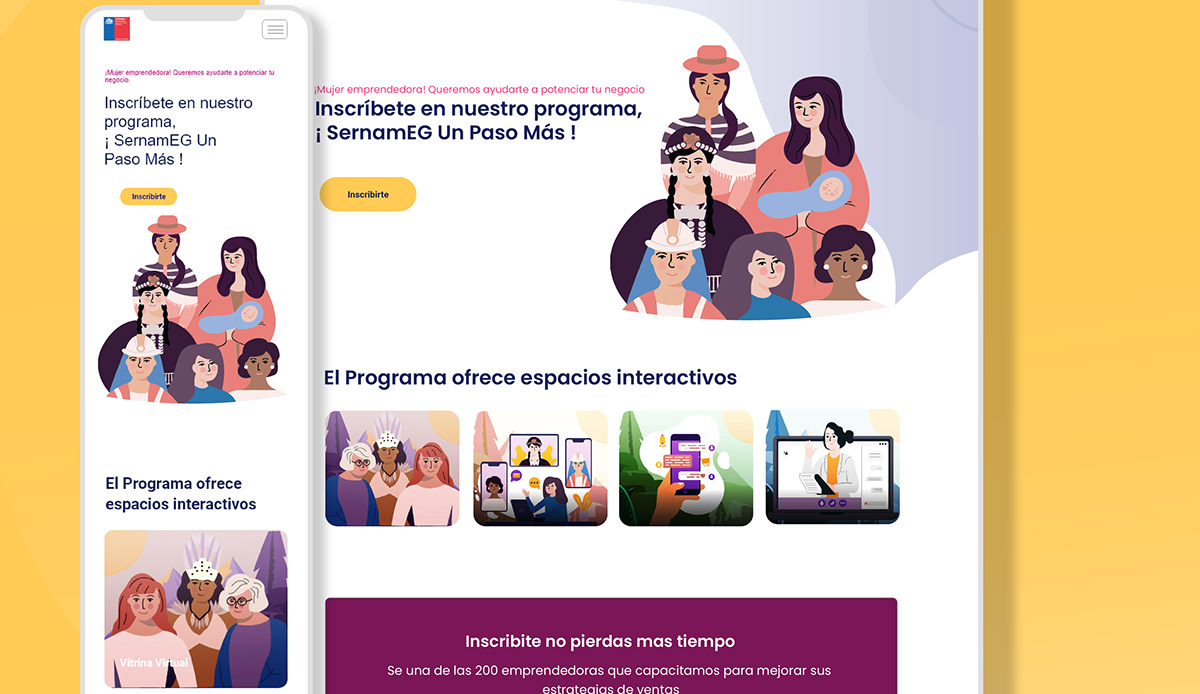 ¡Mujer emprendedora! Queremos ayudarte a potenciar tu
negocio.
Inscríbete en nuestro
programa,
¡ SernamEG Un
Paso Más !
Inscribirte
El Programa ofrece
espacios interactivos
Vitrina Virtual
¡Mujer emprendedora! Queremos ayudarte a potenciar tu negocio
Inscríbete en nuestro programa,
¡ SernamEG Un Paso Más !
Inscribirte
El Programa ofrece espacios interactivos
Inscribite no pierdas mas tiempo
Se una de las 200 emprendedoras que capacitamos para mejorar sus
estrategias de ventas